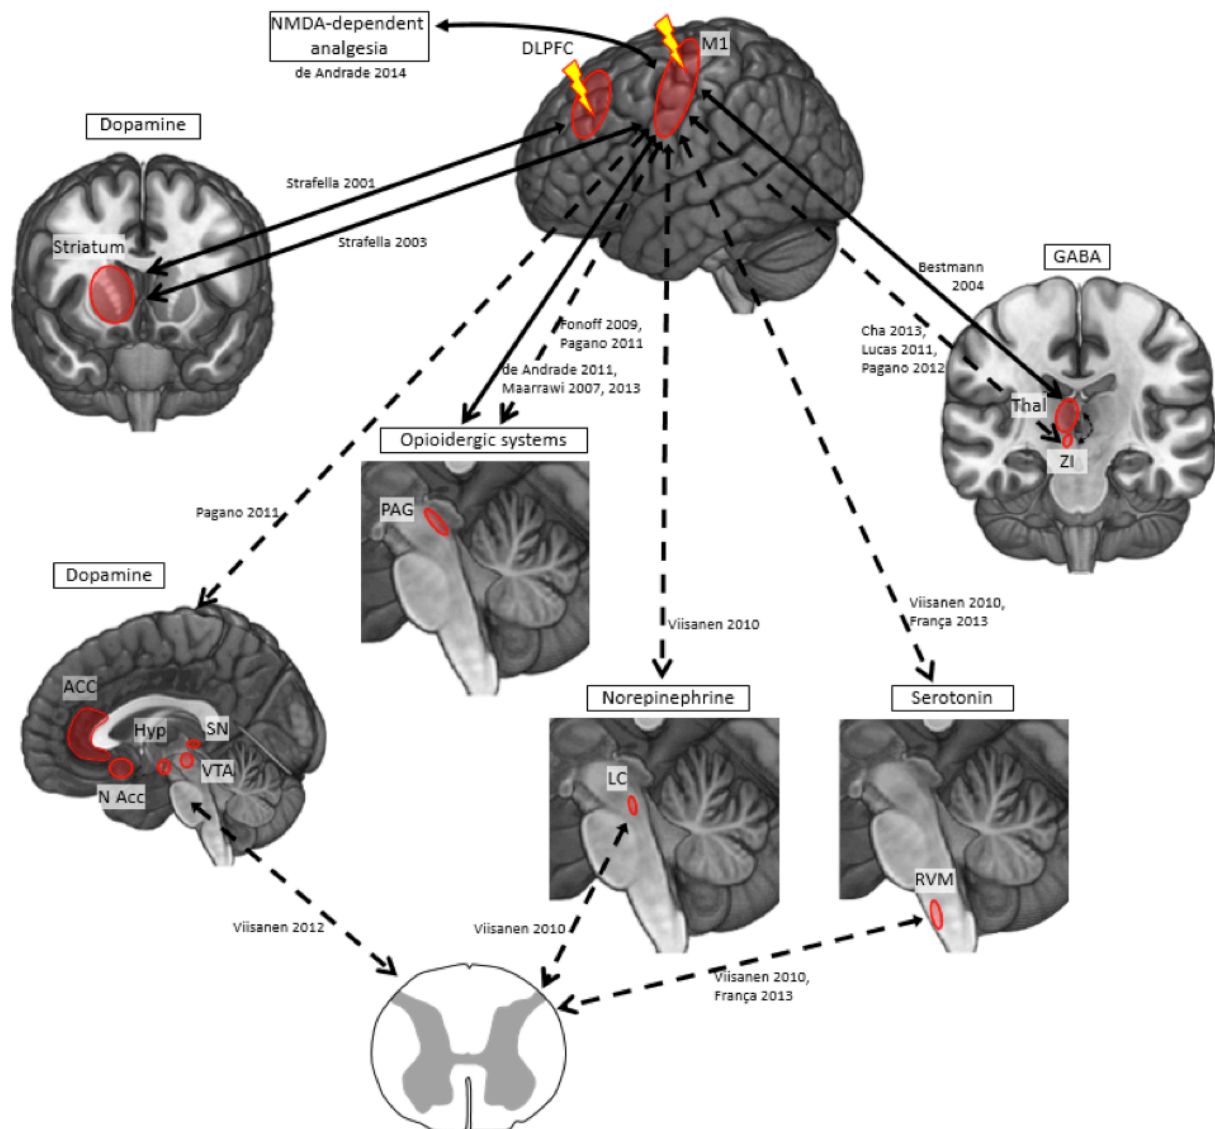 NMDA-dependent
analgesia
de Andrade 2014
DLPFC
M1
Dopamine
Striatum
Strafella 2001
Strafella 2003
Bestmann
2004
GABA
Cha 2013,
Lucas 2011,
Pagano 2012
Thal
ZI
Fonoff 2009,
Pagano 2011
de Andrade 2011,
Maarrawi 2007, 2013
Opioidergic systems
PAG
Pagano 2011
Dopamine
ACC
Hyp
SN
VTA
N Acc
Viisanen 2010
Norepinephrine
LC
Viisanen 2010,
França 2013
Serotonin
RVM
Viisanen 2012
Viisanen 2010
Viisanen 2010,
França 2013